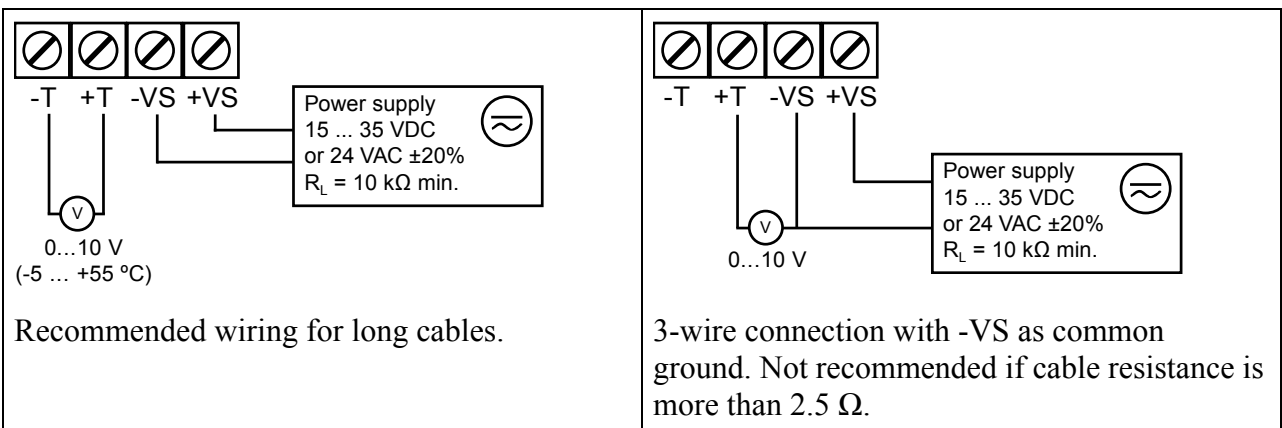 -T +T -VS +VS
Power supply
15 ... 35 VDC
or 24 VAC ±20%
RL = 10 kΩ min.
V
0...10 V
(-5 ... +55 ºC)
Recommended wiring for long cables.
-T +T -VS +VS
Power supply
15 ... 35 VDC
or 24 VAC ±20%
RL = 10 kΩ min.
V
0...10 V
3-wire connection with -VS as common
ground. Not recommended if cable resistance is
more than 2.5 Ω.